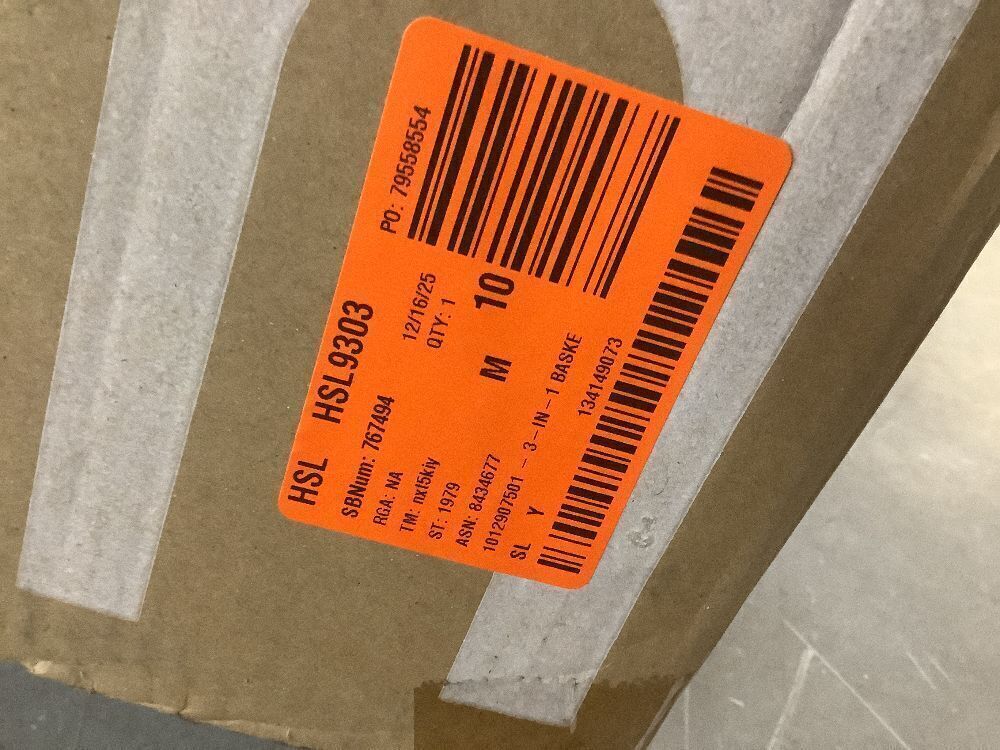 HSL HSL9303
SBNum: 767494
PO: 79558554
RGA: NA
12/16/25
TM: nxt5kiy
QTY: 1
ST: 1979
ASN: 8434677
M 10
1012907501 - 3-IN-1 BASKE
SL Y
134149073